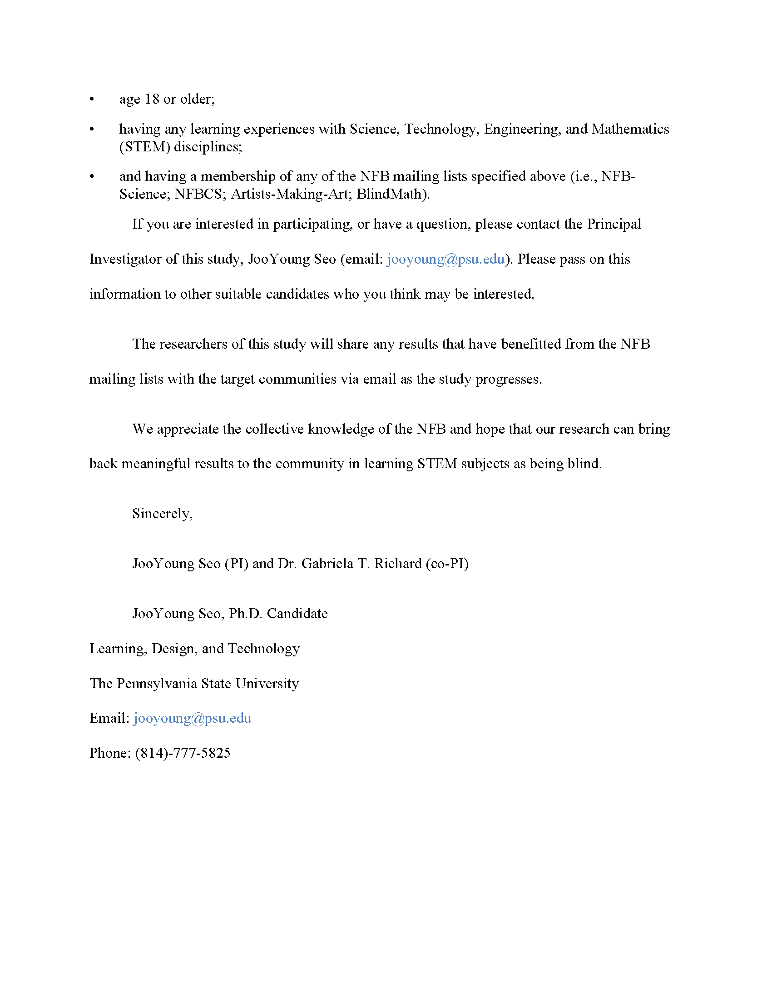 • age 18 or older;
• having any learning experiences with Science, Technology, Engineering, and Mathematics
(STEM) disciplines;
• and having a membership of any of the NFB mailing lists specified above (i.e., NFB-
Science; NFBCS; Artists-Making-Art; BlindMath).
If you are interested in participating, or have a question, please contact the Principal
Investigator of this study, JooYoung Seo (email: jooyoung@psu.edu). Please pass on this
information to other suitable candidates who you think may be interested.
The researchers of this study will share any results that have benefitted from the NFB
mailing lists with the target communities via email as the study progresses.
We appreciate the collective knowledge of the NFB and hope that our research can bring
back meaningful results to the community in learning STEM subjects as being blind.
Sincerely,
JooYoung Seo (PI) and Dr. Gabriela T. Richard (co-PI)
JooYoung Seo, Ph.D. Candidate
Learning, Design, and Technology
The Pennsylvania State University
Email: jooyoung@psu.edu
Phone: (814)-777-5825